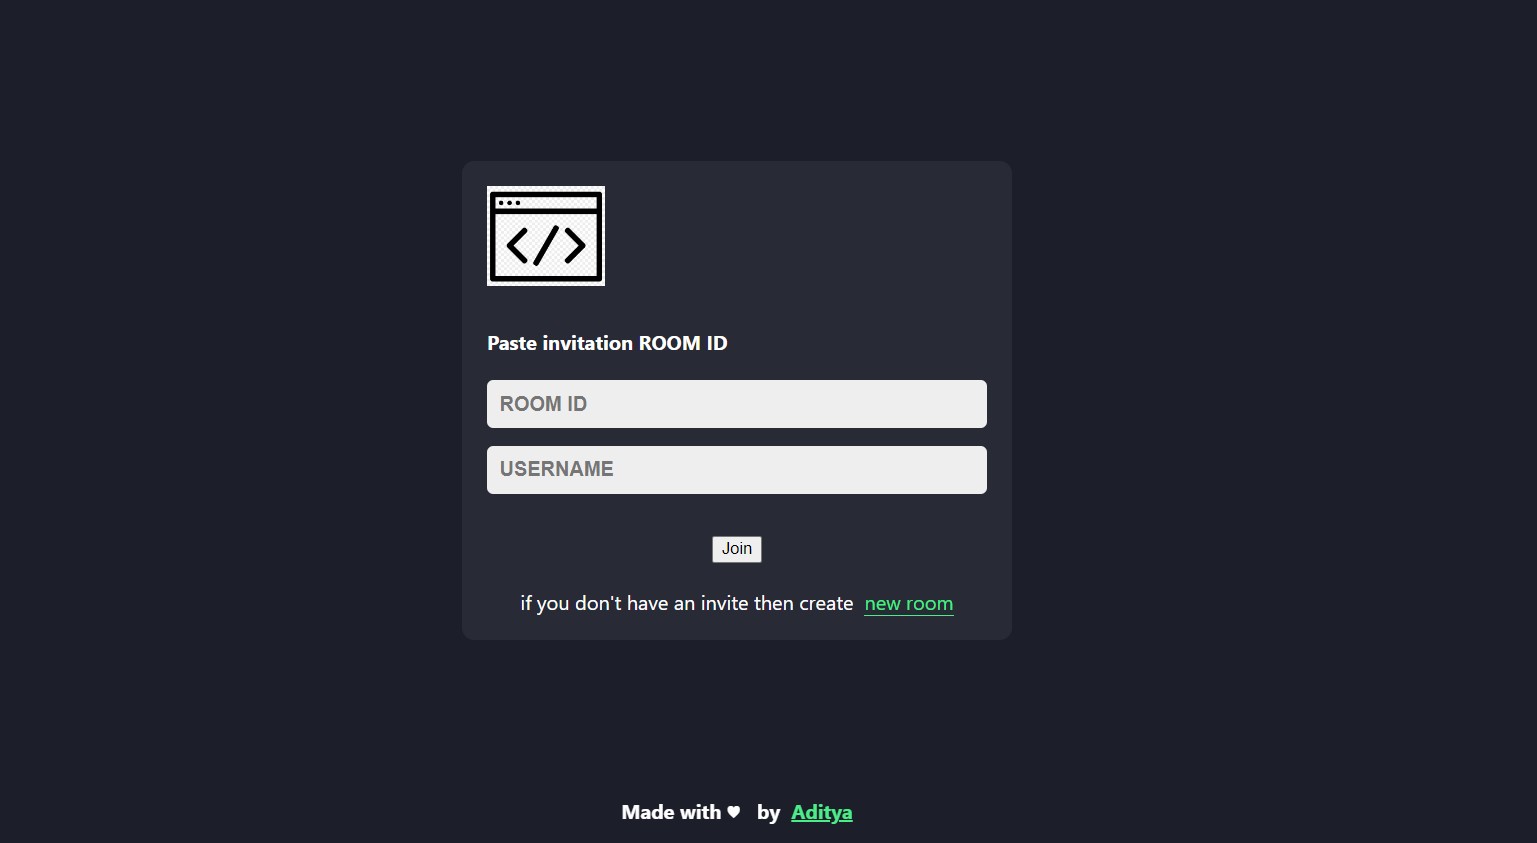 </>
Paste invitation ROOM ID
ROOM ID
USERNAME
Join
if you don't have an invite then create new room
Made with ♥ by Aditya